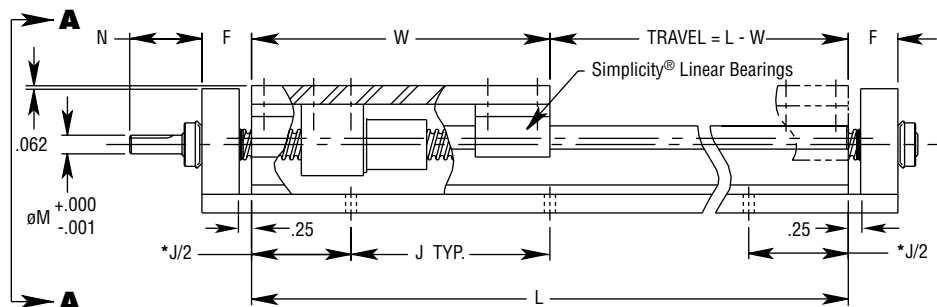 A
N F W TRAVEL = L - W F
Simplicity® Linear Bearings
.062
øM +.000
-.001
.25 .25
*J/2 J TYP. *J/2
L
A